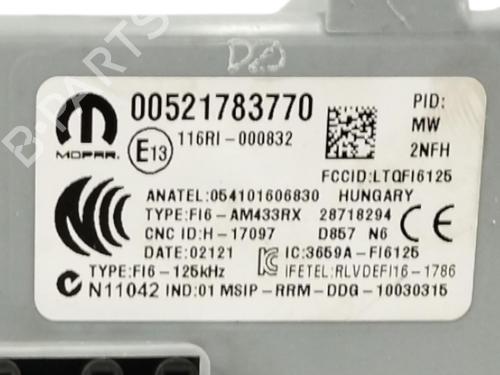 00521783770
PID:
MOPAR
E13
116RI-000832
MW
2NFH
FCCID:LTQFI6125
ANATEL:054101606830 HUNGARY
TYPE:FI6-AM433RX 28718294
CNC ID:H-17097 D857 N6
CE
DATE:02121 IC:3659A-FI6125
TYPE:FI6-125kHz IFETEL:RLVDEFI16-1786
N11042 IND:01 MSIP-RRM-DDG-10030315
B-PARTS